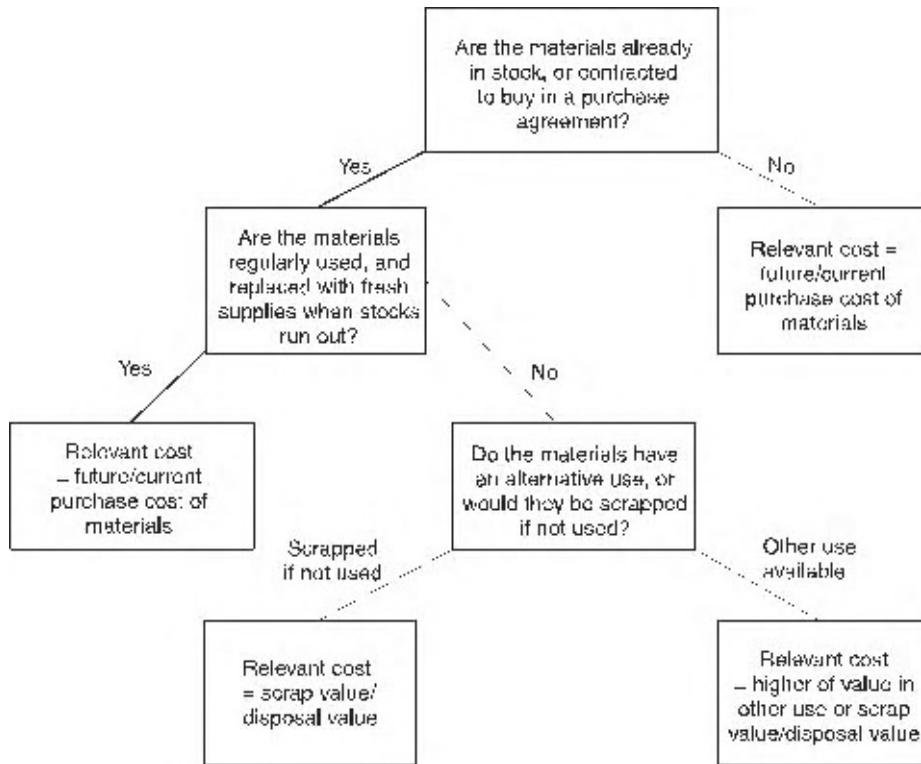 Are the materials already
in stock, or contracted
to buy in a purchase
agreement?
Yes
No
Are the materials
regularly used, and
replaced with fresh
supplies when stocks
run out?
Relevant cost =
future/current
purchase cost of
materials
Yes
No
Relevant cost
= future/current
purchase cost of
materials
Do the materials have
an alternative use, or
would they be scrapped
if not used?
Scrapped
if not used
Other use
available
Relevant cost
= scrap value/
disposal value
Relevant cost
= higher of value in
other use or scrap
value/disposal value